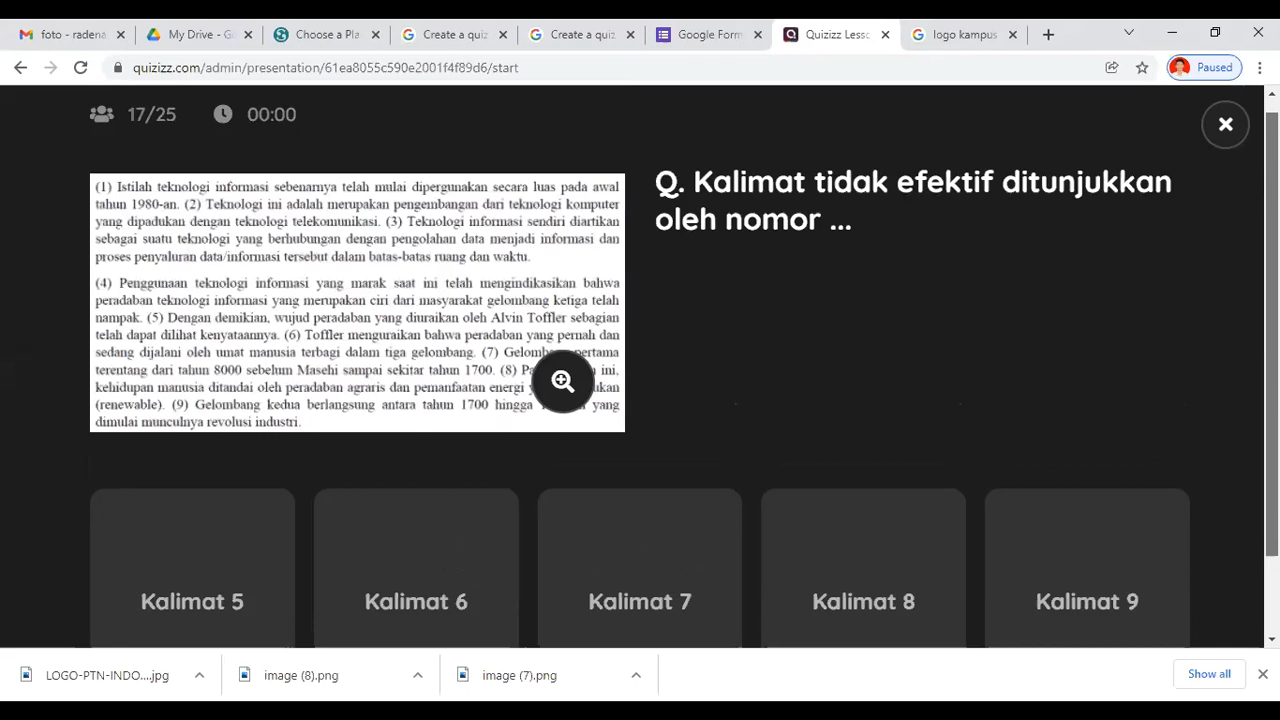 foto - radena
My Drive - G
Choose a Pla
Create a quiz
Create a quiz
Google Form
Quizizz Lesso
logo kampus
quizizz.com/admin/presentation/61ea8055c590e2001f4f89d6/start
Paused
17/25
00:00
(1) Istilah teknologi informasi sebenarnya telah mulai dipergunakan secara luas pada awal
tahun 1980-an. (2) Teknologi ini adalah merupakan pengembangan dari teknologi komputer
yang dipadukan dengan teknologi telekomunikasi. (3) Teknologi informasi sendiri diartikan
sebagai suatu teknologi yang berhubungan dengan pengolahan data menjadi informasi dan
proses penyaluran data/informasi tersebut dalam batas-batas ruang dan waktu.
(4) Penggunaan teknologi informasi yang marak saat ini telah mengindikasikan bahwa
peradaban teknologi informasi yang merupakan ciri dari masyarakat gelombang ketiga telah
nampak. (5) Dengan demikian, wujud peradaban yang diuraikan oleh Alvin Toffler sebagian
telah dapat dilihat kenyataannya. (6) Toffler menguraikan bahwa peradaban yang pernah dan
sedang dijalani oleh umat manusia terbagi dalam tiga gelombang. (7) pertama
terentang dari tahun 8000 sebelum Masehi sampai sekitar tahun 1700. (8) ini,
kehidupan manusia ditandai oleh peradaban agraris dan pemanfaatan energi
(renewable). (9) Gelombang kedua berlangsung antara tahun 1700 hingga yang
dimulai munculnya revolusi industri.
Q. Kalimat tidak efektif ditunjukkan
oleh nomor ...
Kalimat 5
Kalimat 6
Kalimat 7
Kalimat 8
Kalimat 9
LOGO-PTN-INDO....jpg
image (8).png
image (7).png
Show all